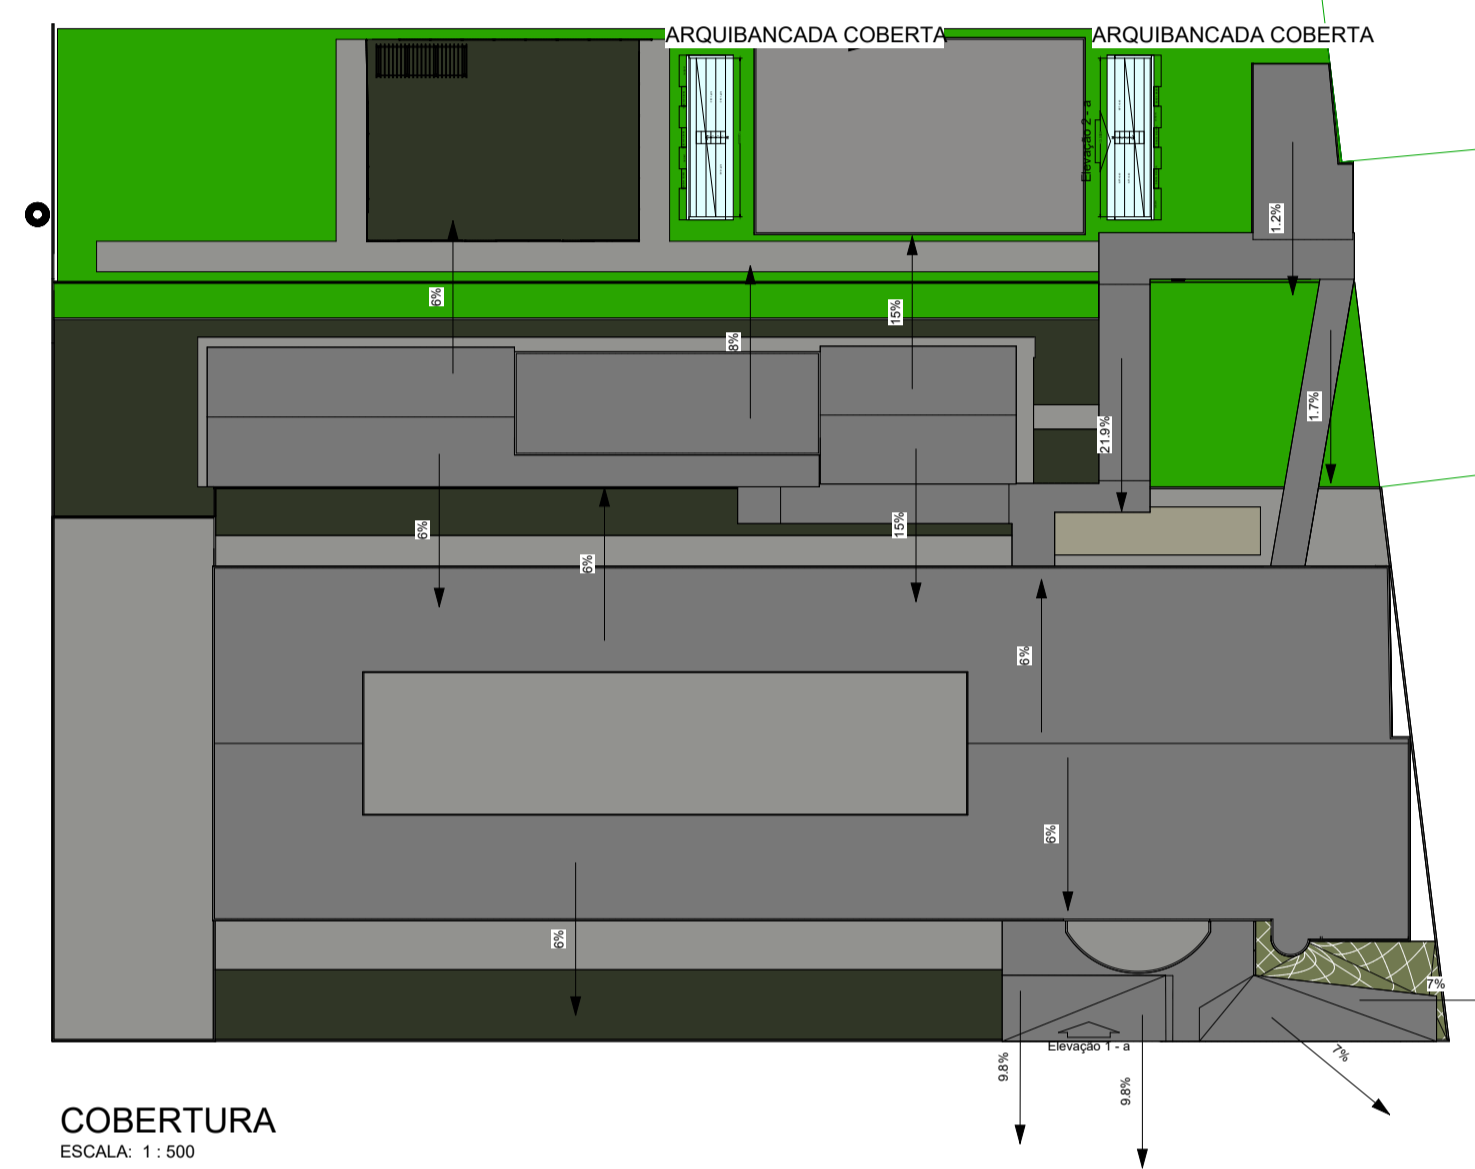 ARQUIBANCADA COBERTA
ARQUIBANCADA COBERTA
Elevação 2 - a
1.2%
6%
8%
15%
1.7%
21.9%
6%
15%
6%
6%
6%
6%
7%
Elevação 1 - a
7%
9.8%
9.8%
COBERTURA
ESCALA: 1 : 500